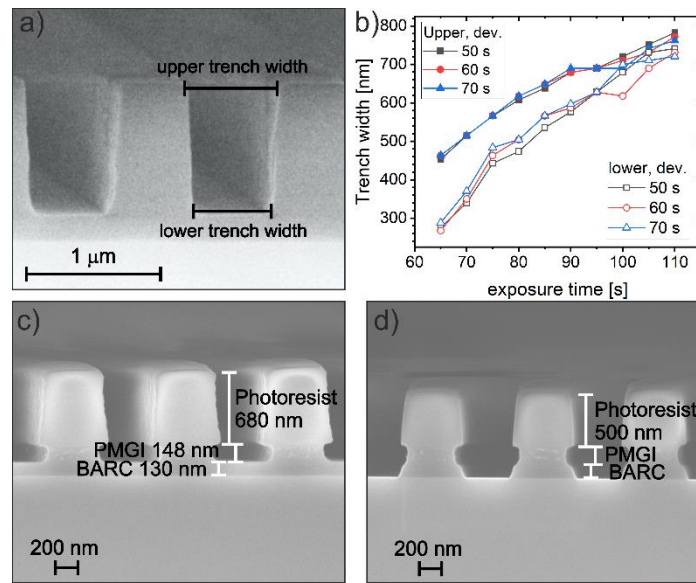 a)
upper trench width
lower trench width
1 μm
b)
Trench width [nm]
800
700
600
500
400
300
Upper, dev.
50 s
60 s
70 s
lower, dev.
50 s
60 s
70 s
60 70 80 90 100 110
exposure time [s]
c)
Photoresist
680 nm
PMGI 148 nm
BARC 130 nm
200 nm
d)
Photoresist
500 nm
PMGI
BARC
200 nm